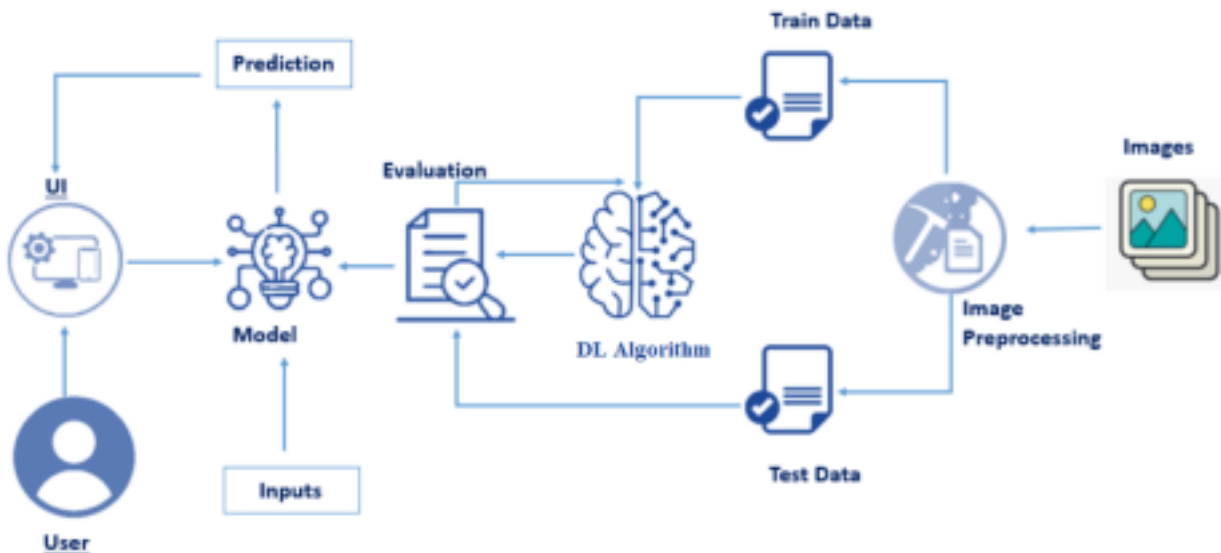 Train Data
Prediction
Images
Evaluation
UI
Image
Preprocessing
Model
DL Algorithm
Test Data
Inputs
User